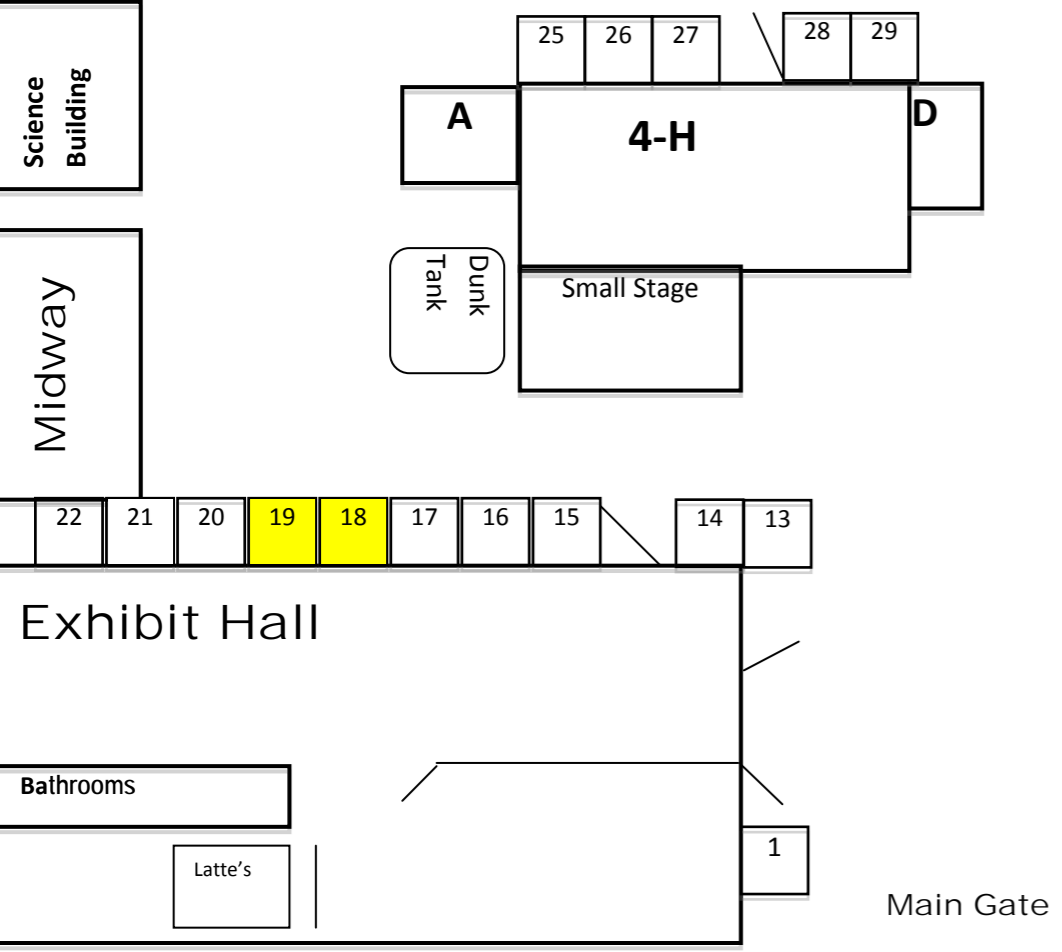 25 26 27 28 29
Science
Building
A
4-H
D
Dunk
Tank
Small Stage
Midway
22 21 20 19 18 17 16 15 14 13
Exhibit Hall
Bathrooms
Latte’s
1
Main Gate